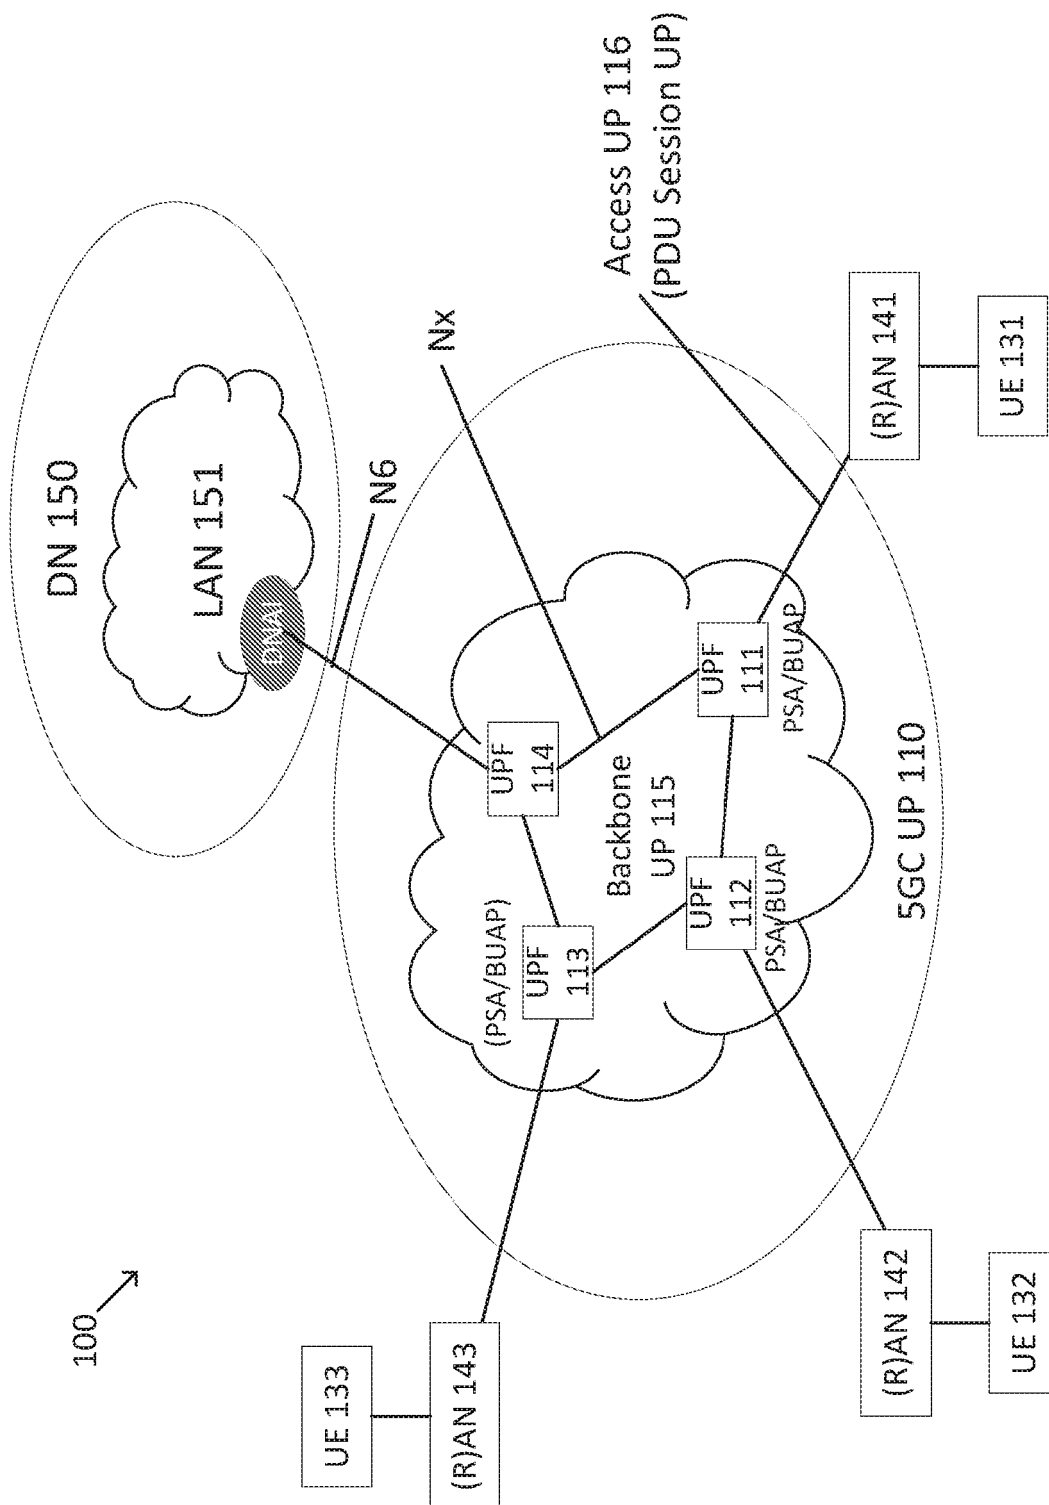 100
DN 150
LAN 151
DNAI
N6
Nx
Access UP 116
(PDU Session UP)
UE 133
(R)AN 143
(PSA/BUAP)
UPF
113
UPF
114
Backbone
UP 115
UPF
112
PSA/BUAP
UPF
111
PSA/BUAP
5GC UP 110
(R)AN 142
UE 132
(R)AN 141
UE 131